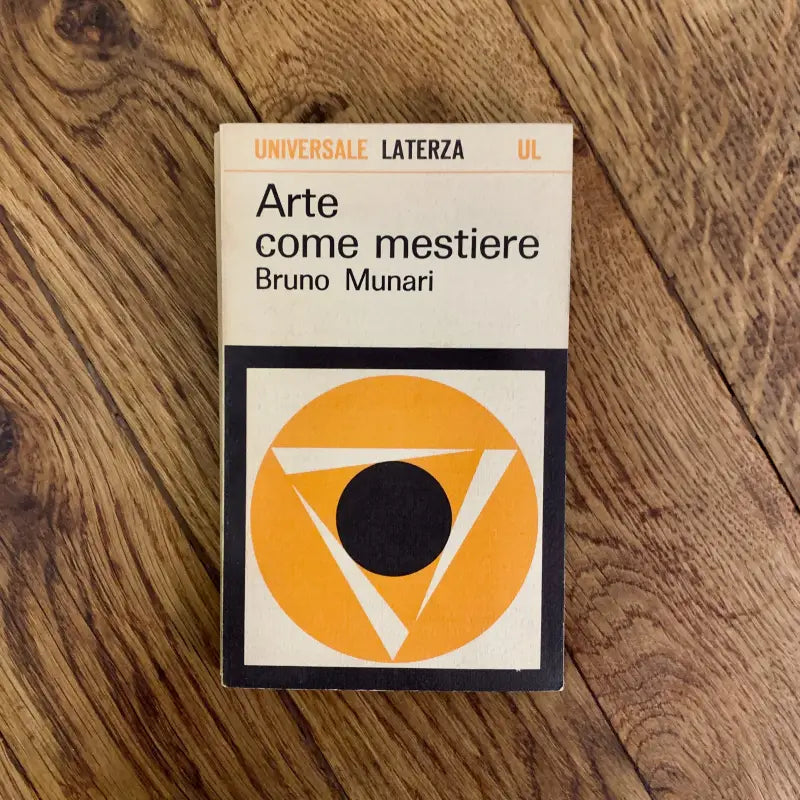 UNIVERSALE LATERZA UL
Arte
come mestiere
Bruno Munari